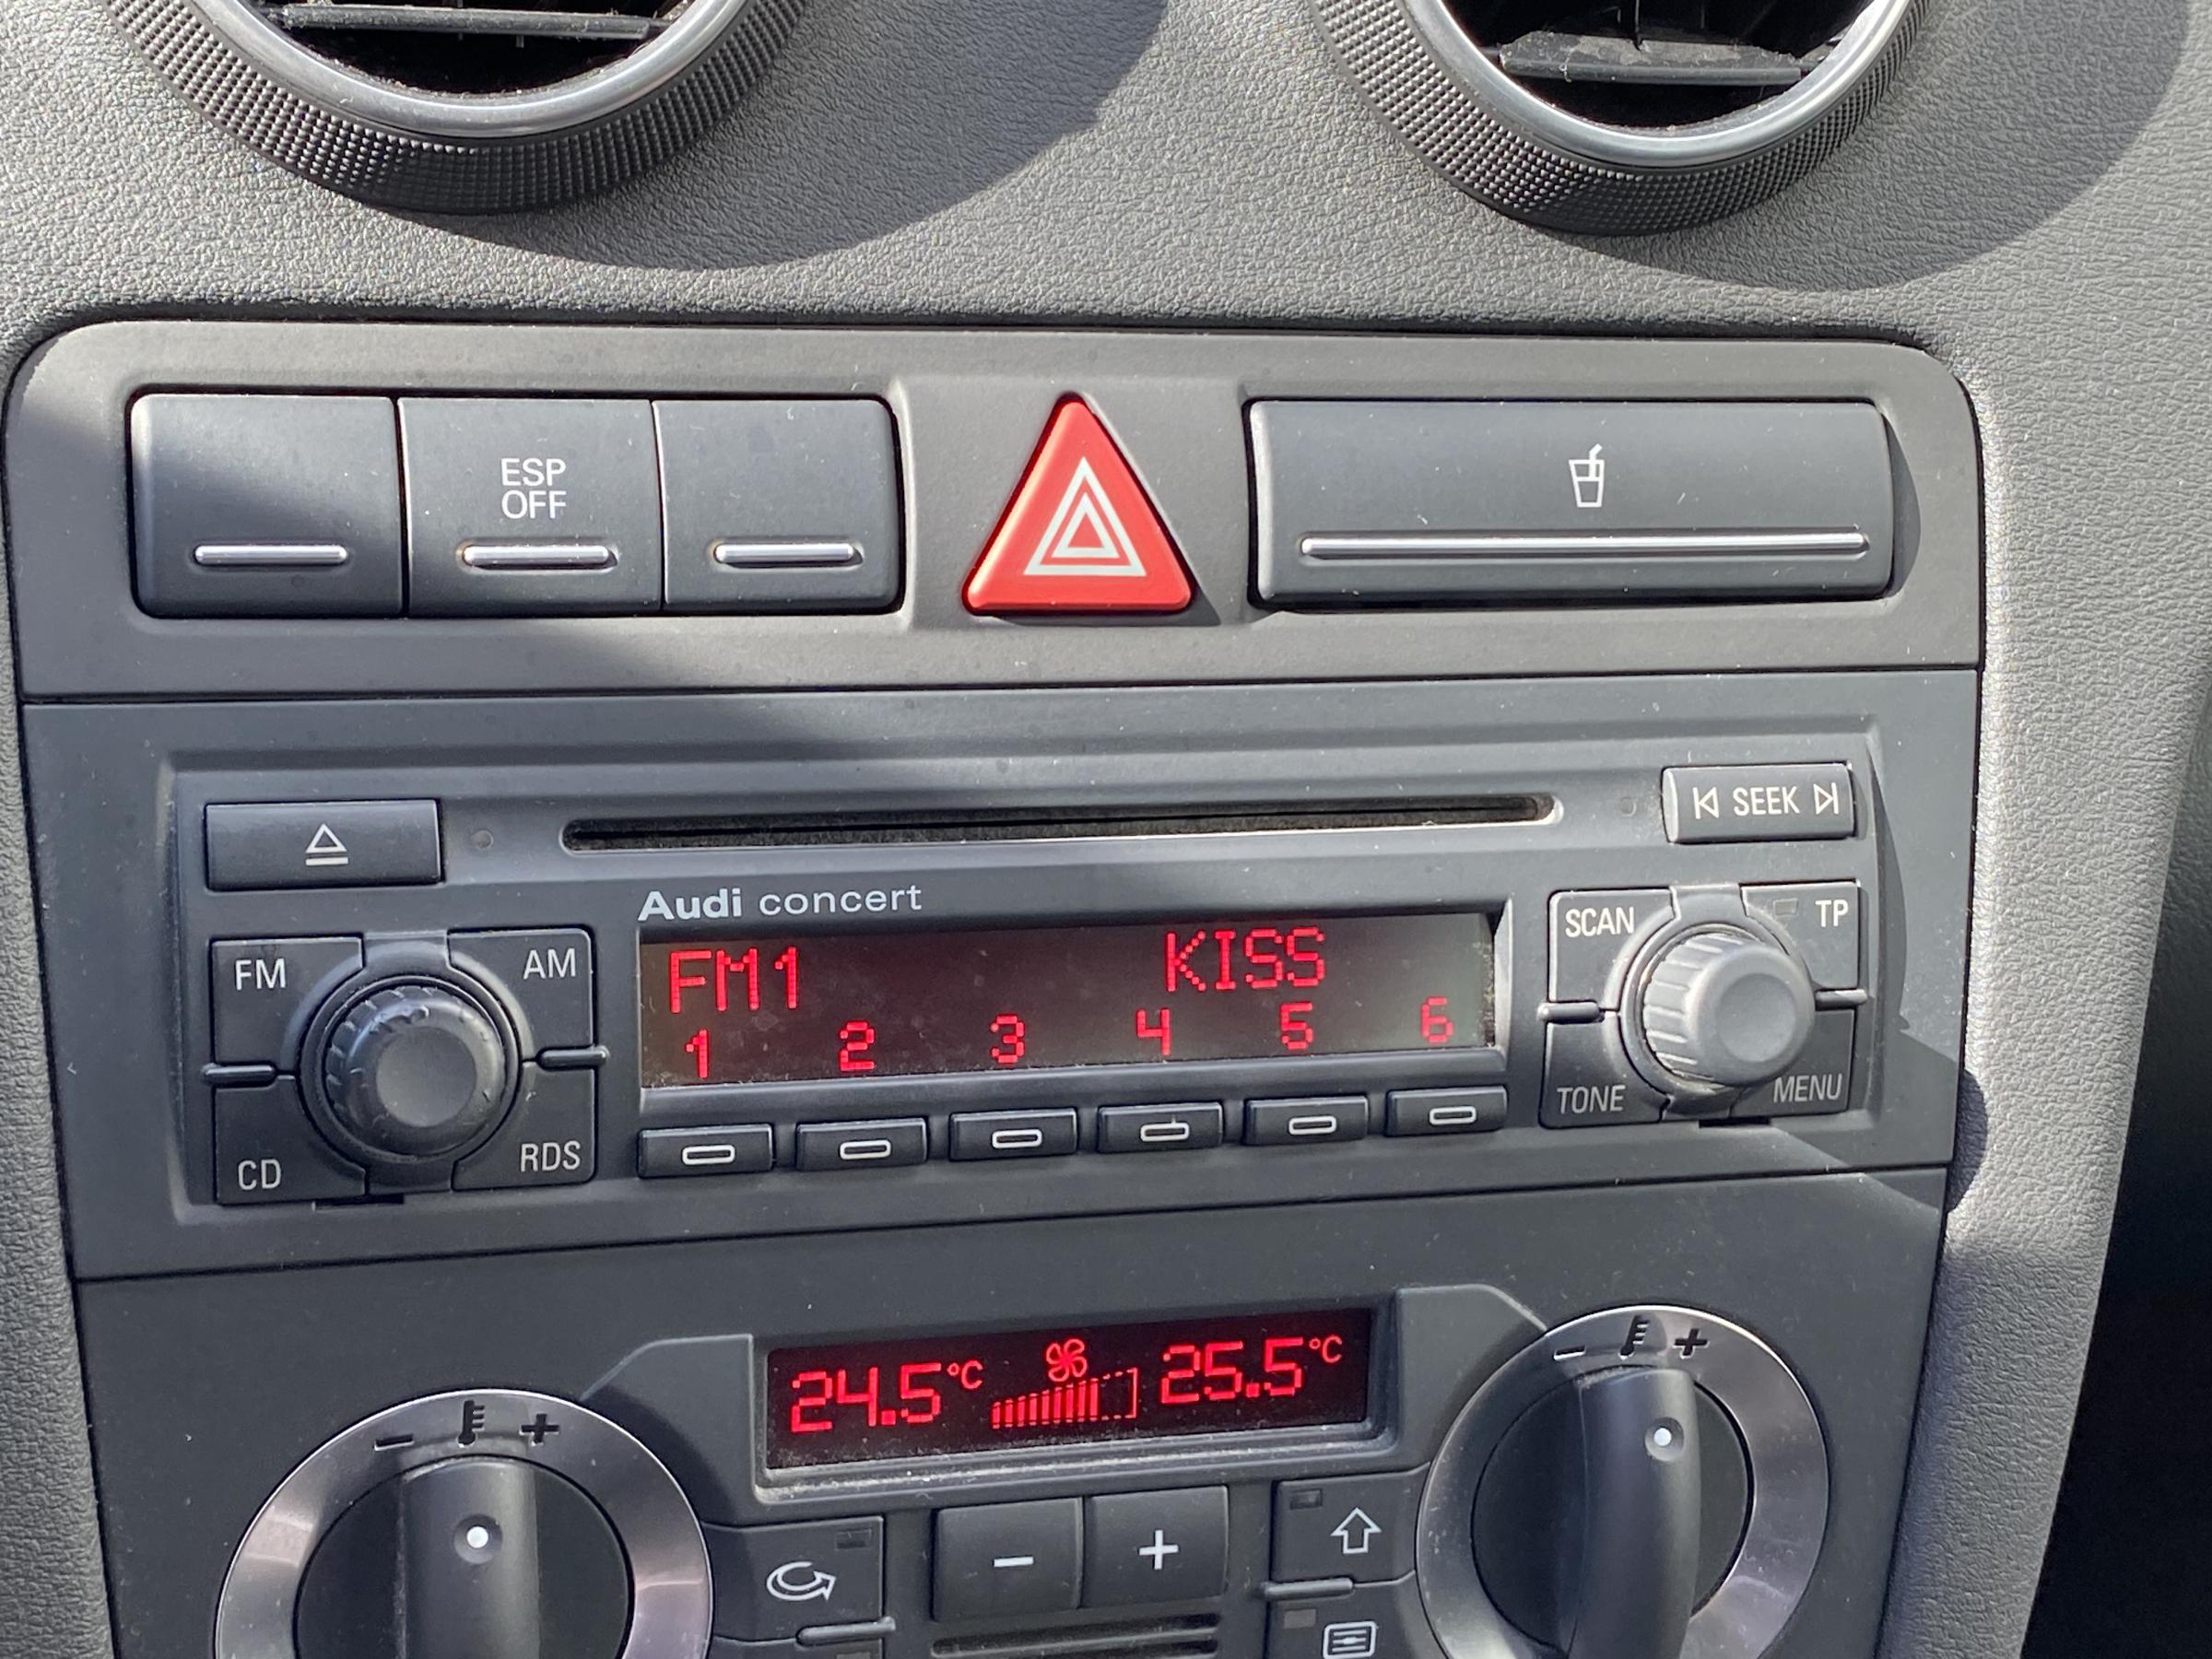 ESP
OFF
SEEK
Audi concert
SCAN
TP
FM
AM
FM1 KISS
1 2 3 4 5 6
TONE
MENU
CD
RDS
24.5°C 25.5°C
- +
- +
- +